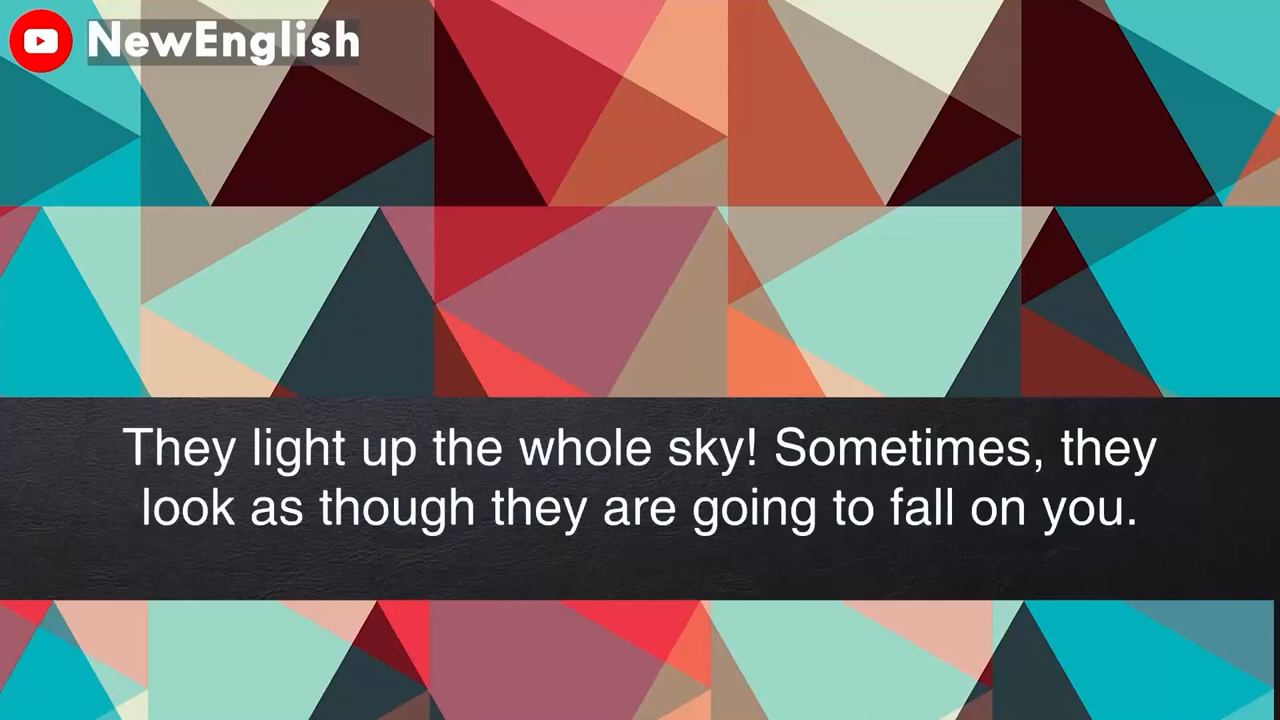 NewEnglish
They light up the whole sky! Sometimes, they
look as though they are going to fall on you.